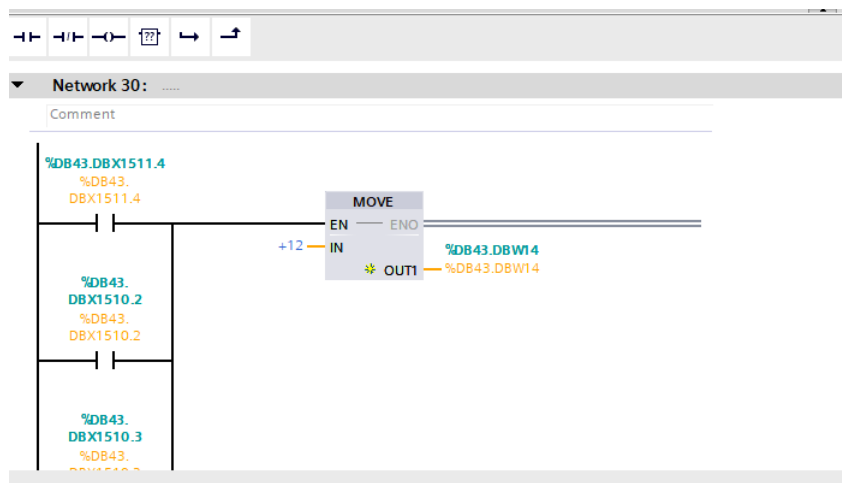 ??
Network 30: .....
Comment
%DB43.DBX1511.4
%DB43.
DBX1511.4
MOVE
EN ENO
+12 IN
%DB43.DBW14
OUT1 %DB43.DBW14
%DB43.
DBX1510.2
%DB43.
DBX1510.2
%DB43.
DBX1510.3
%DB43.